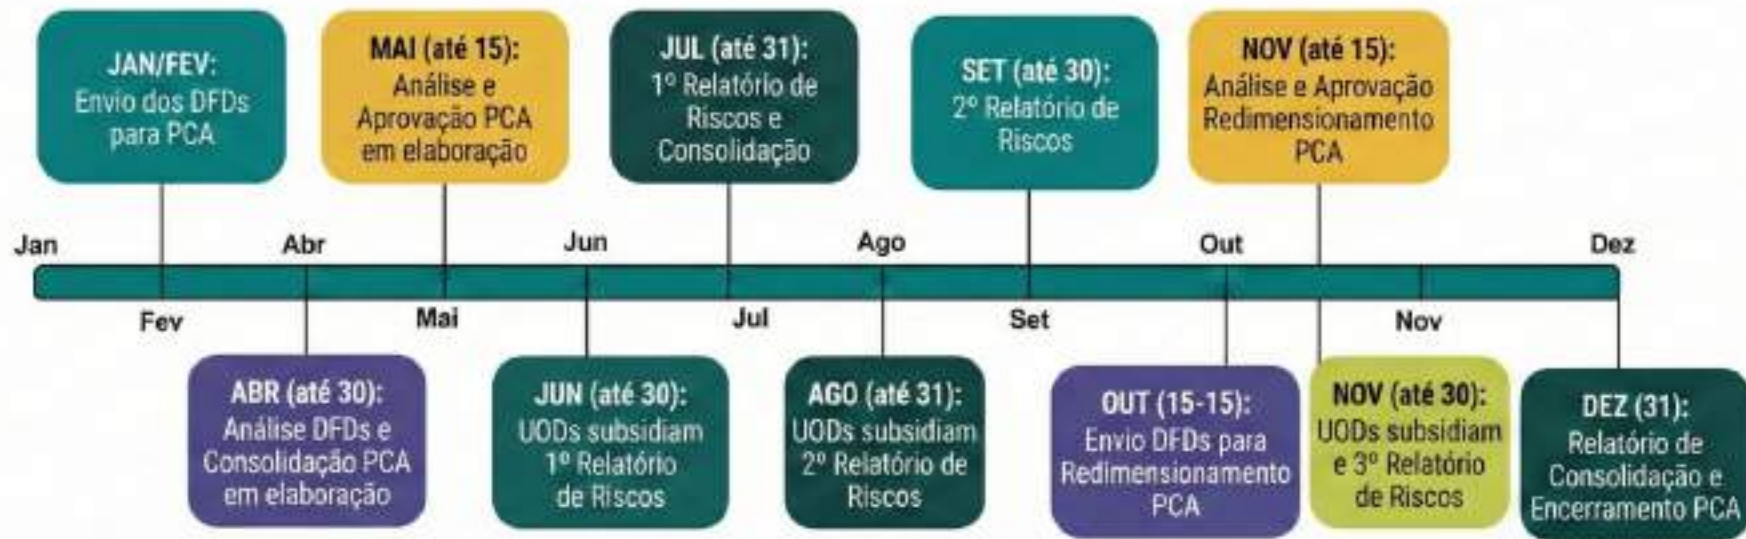 JAN/FEV:
Envio dos DFDs
para PCA
MAI (até 15):
Análise e
Aprovação PCA
em elaboração
JUL (até 31):
1º Relatório de
Riscos e
Consolidação
SET (até 30):
2º Relatório de
Riscos
NOV (até 15):
Análise e Aprovação
Redimensionamento
PCA
Jan
Abr
Jun
Ago
Out
Dez
Fev
Mai
Jul
Set
Nov
ABR (até 30):
Análise DFDs e
Consolidação PCA
em elaboração
JUN (até 30):
UODs subsidiam
1º Relatório
de Riscos
AGO (até 31):
UODs subsidiam
2º Relatório de
Riscos
OUT (15-15):
Envio DFDs para
Redimensionamento
PCA
NOV (até 30):
UODs subsidiam
e 3º Relatório
de Riscos
DEZ (31):
Relatório de
Consolidação e
Encerramento PCA